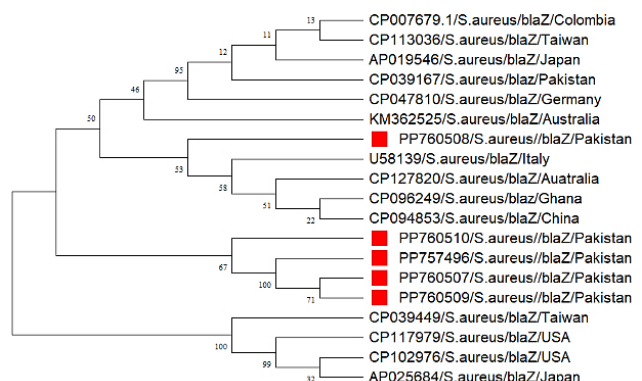 CP007679.1/S.aureus/blaZ/Colombia
CP113036/S.aureus/blaZ/Taiwan
AP019546/S.aureus/blaZ/Japan
CP039167/S.aureus/blaz/Pakistan
CP047810/S.aureus/blaZ/Germany
KM362525/S.aureus/blaZ/Australia
PP760508/S.aureus//blaZ/Pakistan
U58139/S.aureus/blaZ/Italy
CP127820/S.aureus/blaZ/Auatralia
CP096249/S.aureus/blaz/Ghana
CP094853/S.aureus/blaZ/China
PP760510/S.aureus//blaZ/Pakistan
PP757496/S.aureus//blaZ/Pakistan
PP760507/S.aureus//blaZ/Pakistan
PP760509/S.aureus//blaZ/Pakistan
CP039449/S.aureus/blaZ/Taiwan
CP117979/S.aureus/blaZ/USA
CP102976/S.aureus/blaZ/USA
AP025684/S.aureus/blaZ/Japan
13
11
12
95
46
50
53
58
51
22
67
100
71
100
99
32